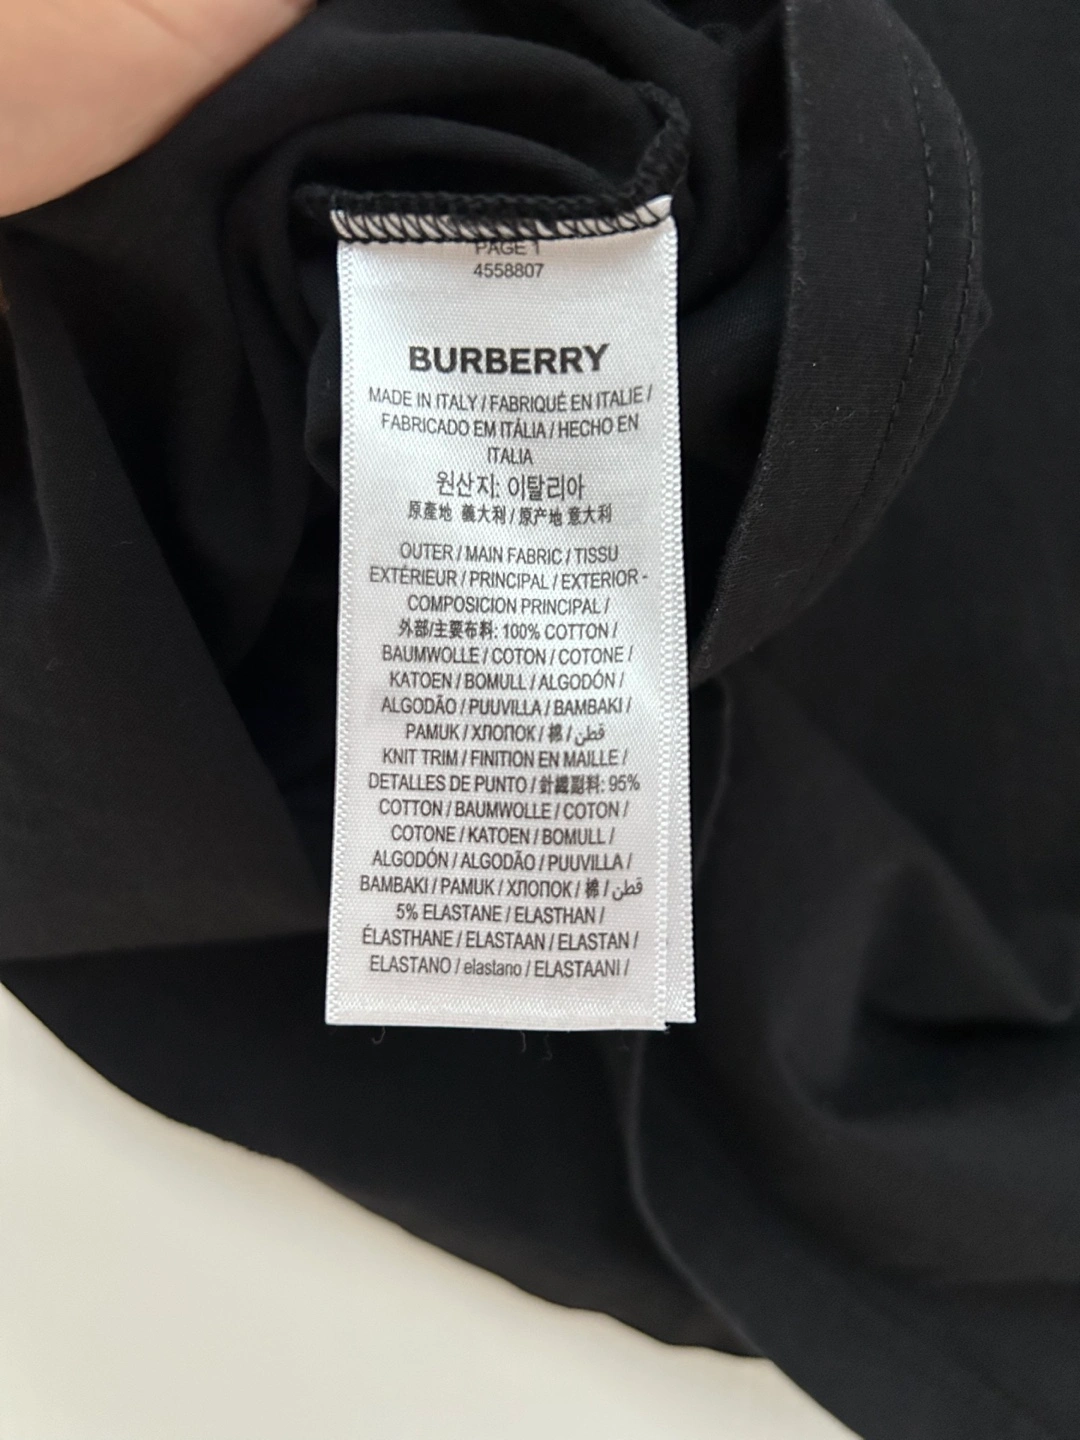 PAGE 1
4558807
BURBERRY
MADE IN ITALY / FABRIQUÉ EN ITALIE /
FABRICADO EM ITÁLIA / HECHO EN
ITALIA
원산지: 이탈리아
原產地 義大利 / 原产地 意大利
OUTER / MAIN FABRIC / TISSU
EXTÉRIEUR / PRINCIPAL / EXTERIOR -
COMPOSICION PRINCIPAL /
外部/主要布料: 100% COTTON /
BAUMWOLLE / COTON / COTONE /
KATOEN / BOMULL / ALGODÓN /
ALGODÃO / PUUVILLA / BAMBAKI /
PAMUK / ХЛОПОК / 棉 / قطن
KNIT TRIM / FINITION EN MAILLE /
DETALLES DE PUNTO / 針織副料: 95%
COTTON / BAUMWOLLE / COTON /
COTONE / KATOEN / BOMULL /
ALGODÓN / ALGODÃO / PUUVILLA /
BAMBAKI / PAMUK / ХЛОПОК / 棉 / قطن
5% ELASTANE / ELASTHAN /
ÉLASTHANE / ELASTAAN / ELASTAN /
ELASTANO / elastano / ELASTAANI /